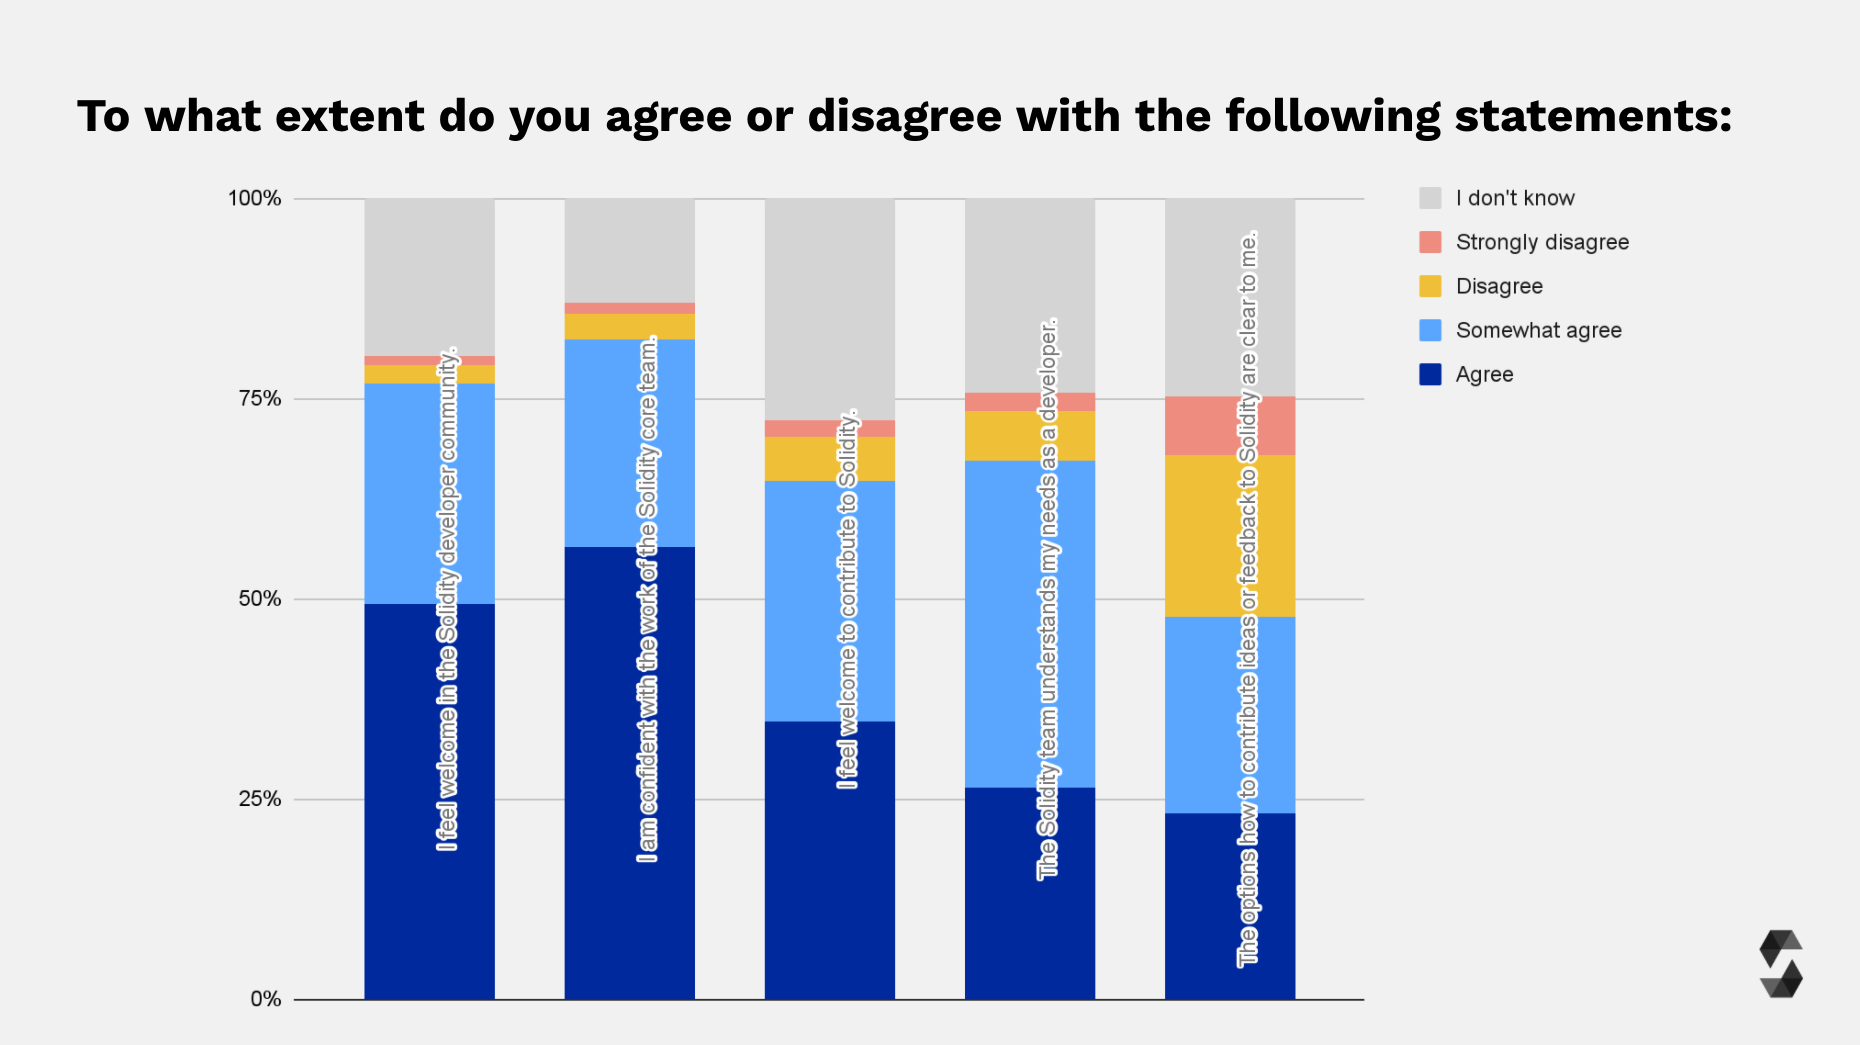 To what extent do you agree or disagree with the following statements:
100%
75%
50%
25%
0%
I feel welcome in the Solidity developer community.
I am confident with the work of the Solidity core team.
I feel welcome to contribute to Solidity.
The Solidity team understands my needs as a developer.
The options how to contribute ideas or feedback to Solidity are clear to me.
I don't know
Strongly disagree
Disagree
Somewhat agree
Agree